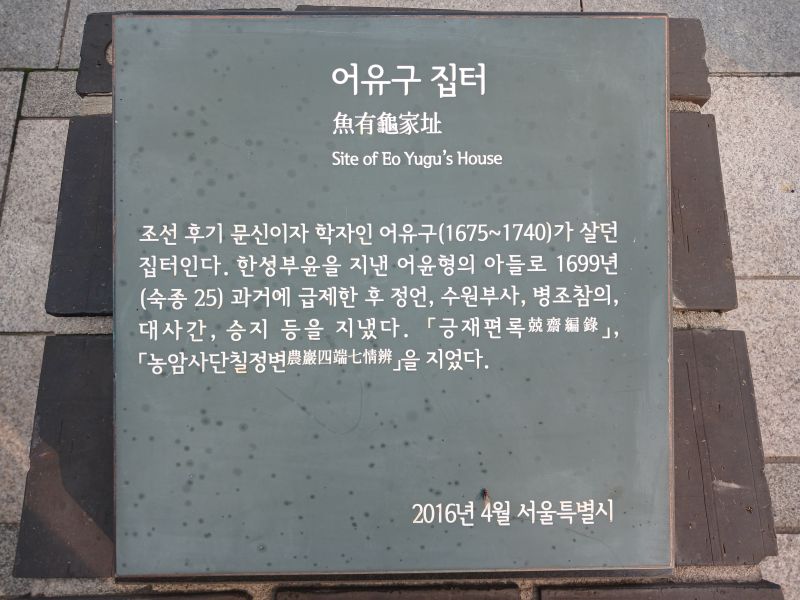 어유구 집터
魚有龜家址
Site of Eo Yugu's House
조선 후기 문신이자 학자인 어유구(1675~1740)가 살던
집터인다. 한성부윤을 지낸 어윤형의 아들로 1699년
(숙종 25) 과거에 급제한 후 정언, 수원부사, 병조참의,
대사간, 승지 등을 지냈다. 「긍재편록兢齋編錄」,
「농암사단칠정변農巖四端七情辨」을 지었다.
2016년 4월 서울특별시